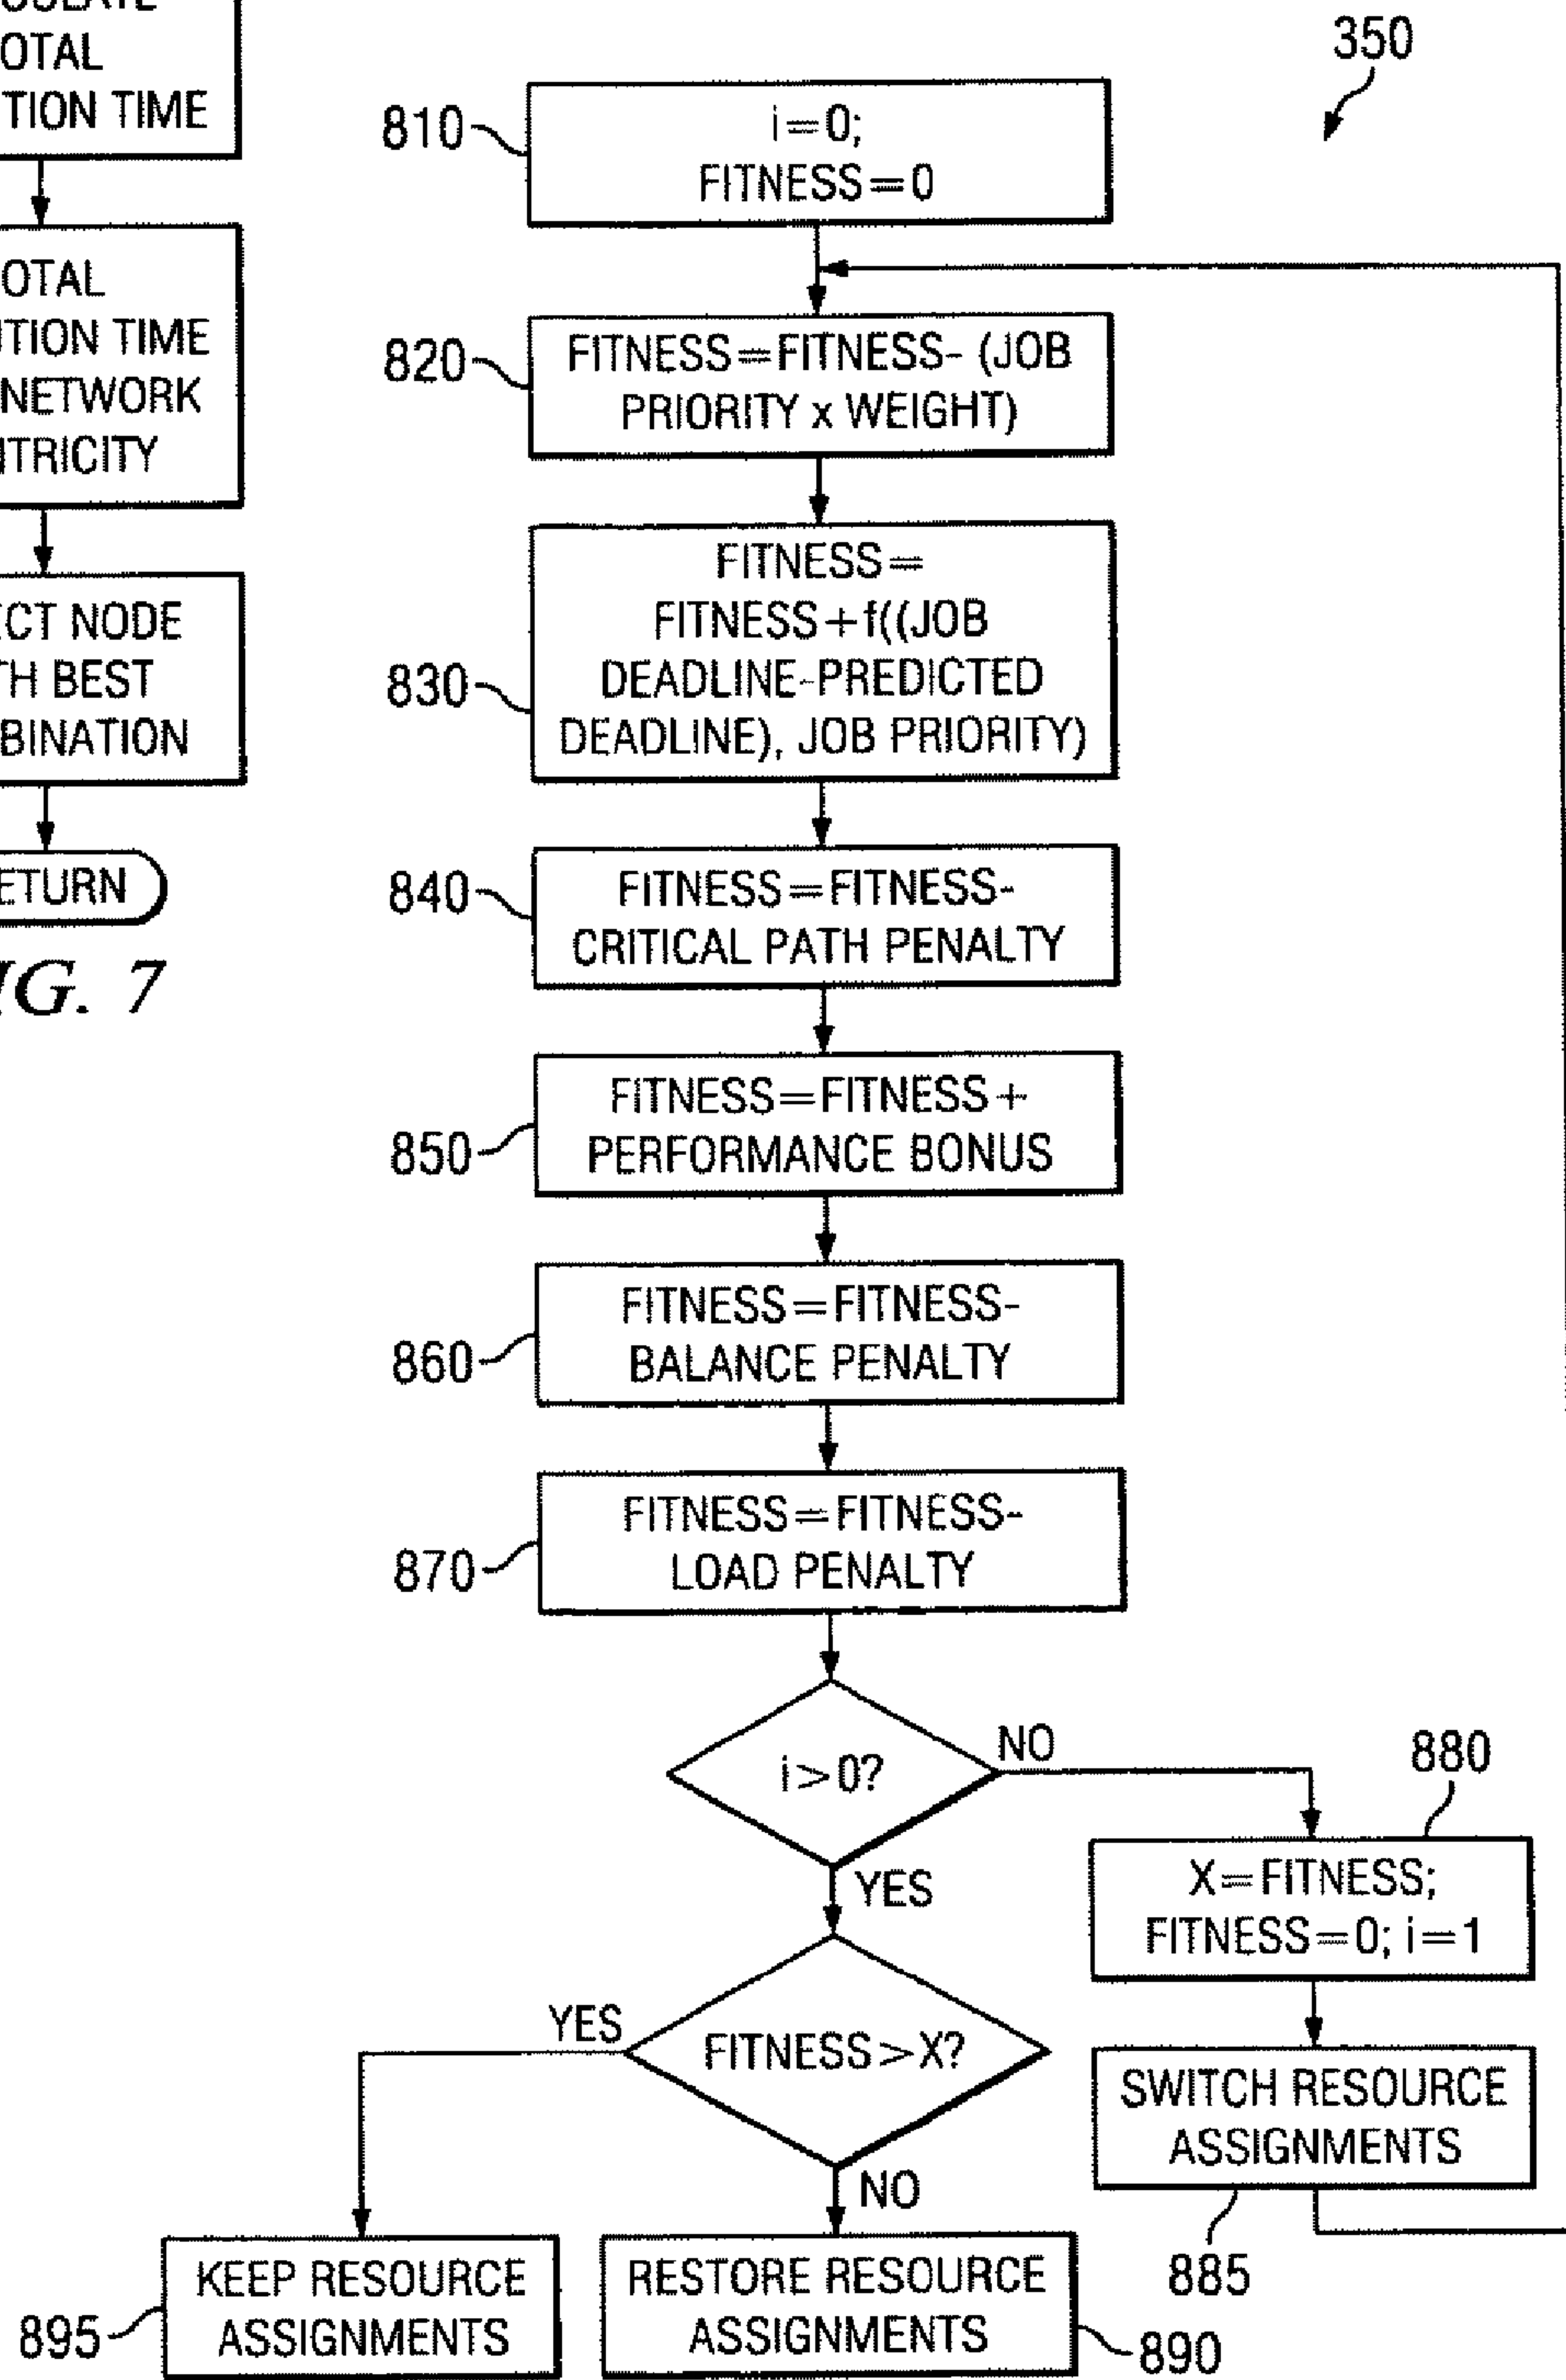 OTAL
TION TIME
OTAL
TION TIME
NETWORK
TRICITY
ECT NODE
TH BEST
BINATION
ETURN
IG. 7
350
810
i=0;
FITNESS=0
820
FITNESS=FITNESS- (JOB
PRIORITY x WEIGHT)
830
FITNESS=
FITNESS+f((JOB
DEADLINE-PREDICTED
DEADLINE), JOB PRIORITY)
840
FITNESS=FITNESS-
CRITICAL PATH PENALTY
850
FITNESS=FITNESS+
PERFORMANCE BONUS
860
FITNESS=FITNESS-
BALANCE PENALTY
870
FITNESS=FITNESS-
LOAD PENALTY
i>0?
NO
YES
880
X=FITNESS;
FITNESS=0; i=1
SWITCH RESOURCE
ASSIGNMENTS
885
FITNESS>X?
YES
NO
KEEP RESOURCE
ASSIGNMENTS
895
RESTORE RESOURCE
ASSIGNMENTS
890